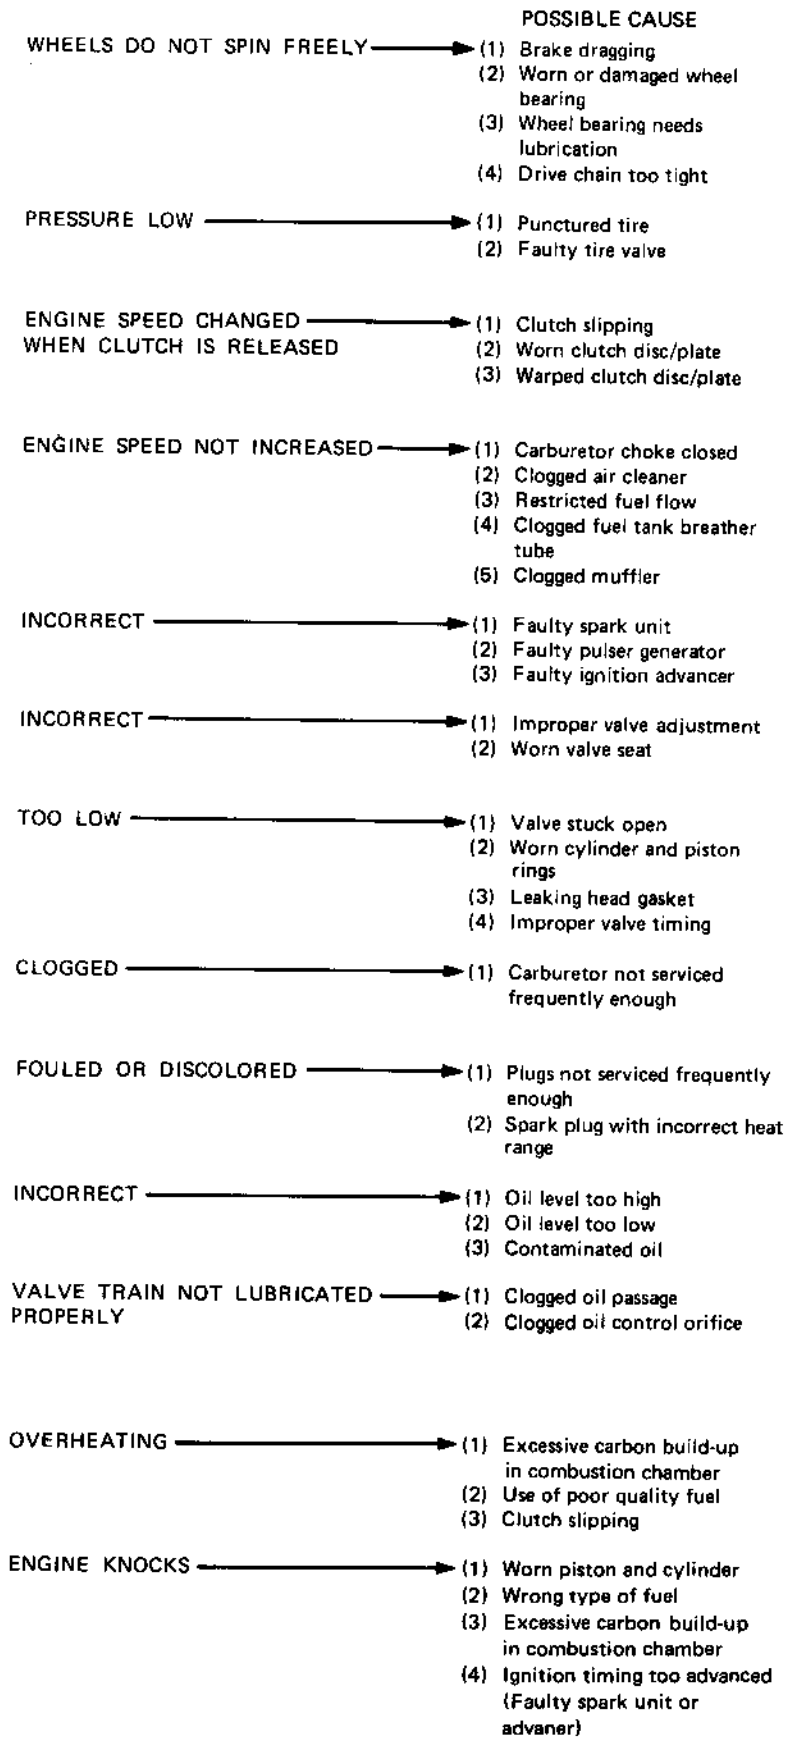 POSSIBLE CAUSE
WHEELS DO NOT SPIN FREELY (1) Brake dragging
(2) Worn or damaged wheel
bearing
(3) Wheel bearing needs
lubrication
(4) Drive chain too tight
PRESSURE LOW (1) Punctured tire
(2) Faulty tire valve
ENGINE SPEED CHANGED (1) Clutch slipping
WHEN CLUTCH IS RELEASED (2) Worn clutch disc/plate
(3) Warped clutch disc/plate
ENGINE SPEED NOT INCREASED (1) Carburetor choke closed
(2) Clogged air cleaner
(3) Restricted fuel flow
(4) Clogged fuel tank breather
tube
(5) Clogged muffler
INCORRECT (1) Faulty spark unit
(2) Faulty pulser generator
(3) Faulty ignition advancer
INCORRECT (1) Improper valve adjustment
(2) Worn valve seat
TOO LOW (1) Valve stuck open
(2) Worn cylinder and piston
rings
(3) Leaking head gasket
(4) Improper valve timing
CLOGGED (1) Carburetor not serviced
frequently enough
FOULED OR DISCOLORED (1) Plugs not serviced frequently
enough
(2) Spark plug with incorrect heat
range
INCORRECT (1) Oil level too high
(2) Oil level too low
(3) Contaminated oil
VALVE TRAIN NOT LUBRICATED (1) Clogged oil passage
PROPERLY (2) Clogged oil control orifice
OVERHEATING (1) Excessive carbon build-up
in combustion chamber
(2) Use of poor quality fuel
(3) Clutch slipping
ENGINE KNOCKS (1) Worn piston and cylinder
(2) Wrong type of fuel
(3) Excessive carbon build-up
in combustion chamber
(4) Ignition timing too advanced
(Faulty spark unit or
advaner)